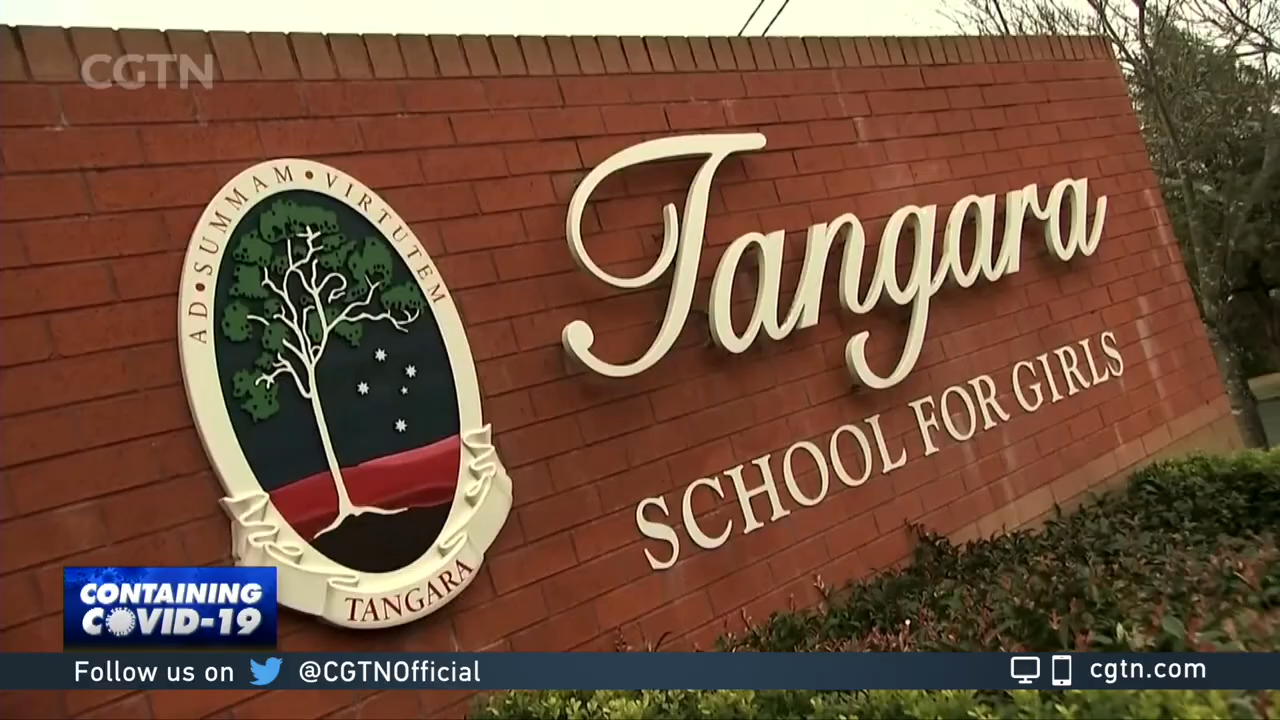 CGTN
AD • SUMMAM • VIRTUTEM
TANGARA
Tangara
SCHOOL FOR GIRLS
CONTAINING
COVID-19
Follow us on @CGTNOfficial
cgtn.com